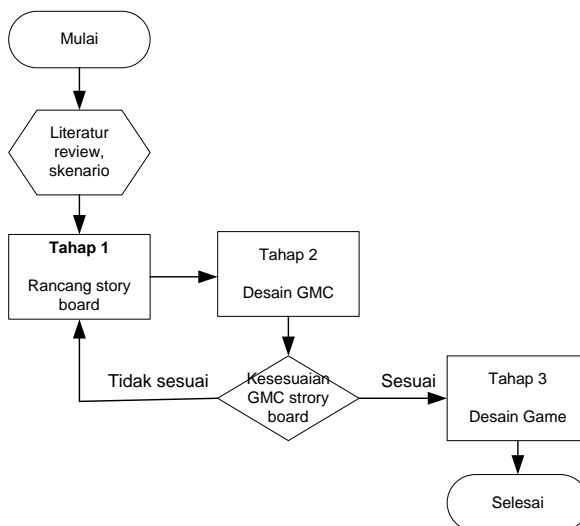 Mulai
Literatur
review,
skenario
Tahap 1
Rancang story
board
Tahap 2
Desain GMC
Tidak sesuai
Kesesuaian
GMC strory
board
Sesuai
Tahap 3
Desain Game
Selesai